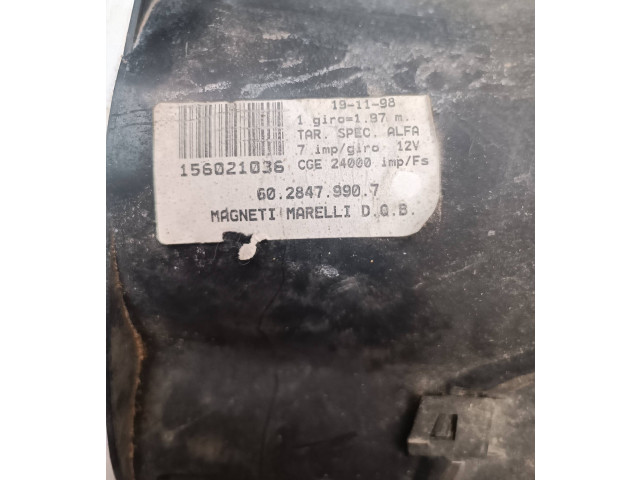 19-11-98
1 giro=1.97 m.
TAR. SPEC. ALFA
7 imp/giro 12V
156021036 CGE 24000 imp/Fs
60.2847.990.7
MAGNETI MARELLI D.Q.B.